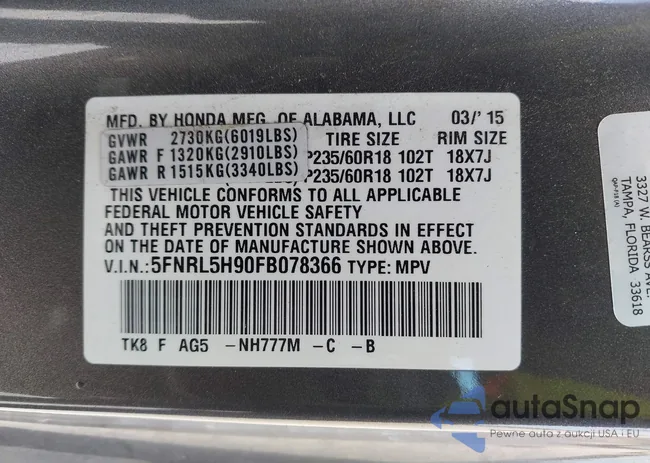 MFD. BY HONDA MFG. OF ALABAMA, LLC 03/'15
GVWR 2730KG(6019LBS) TIRE SIZE RIM SIZE
GAWR F 1320KG(2910LBS) P235/60R18 102T 18X7J
GAWR R 1515KG(3340LBS) P235/60R18 102T 18X7J
THIS VEHICLE CONFORMS TO ALL APPLICABLE
FEDERAL MOTOR VEHICLE SAFETY
AND THEFT PREVENTION STANDARDS IN EFFECT
ON THE DATE OF MANUFACTURE SHOWN ABOVE.
V.I.N.:5FNRL5H90FB078366 TYPE: MPV
TK8 F AG5 -NH777M -C -B
3327 W. BEARSS AVE.
TAMPA, FLORIDA 33618
autoSnap
Pewne auta z aukcji USA i EU